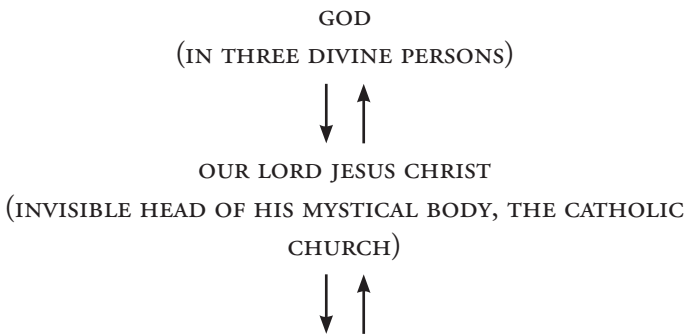 GOD
(IN THREE DIVINE PERSONS)
OUR LORD JESUS CHRIST
(INVISIBLE HEAD OF HIS MYSTICAL BODY, THE CATHOLIC
CHURCH)